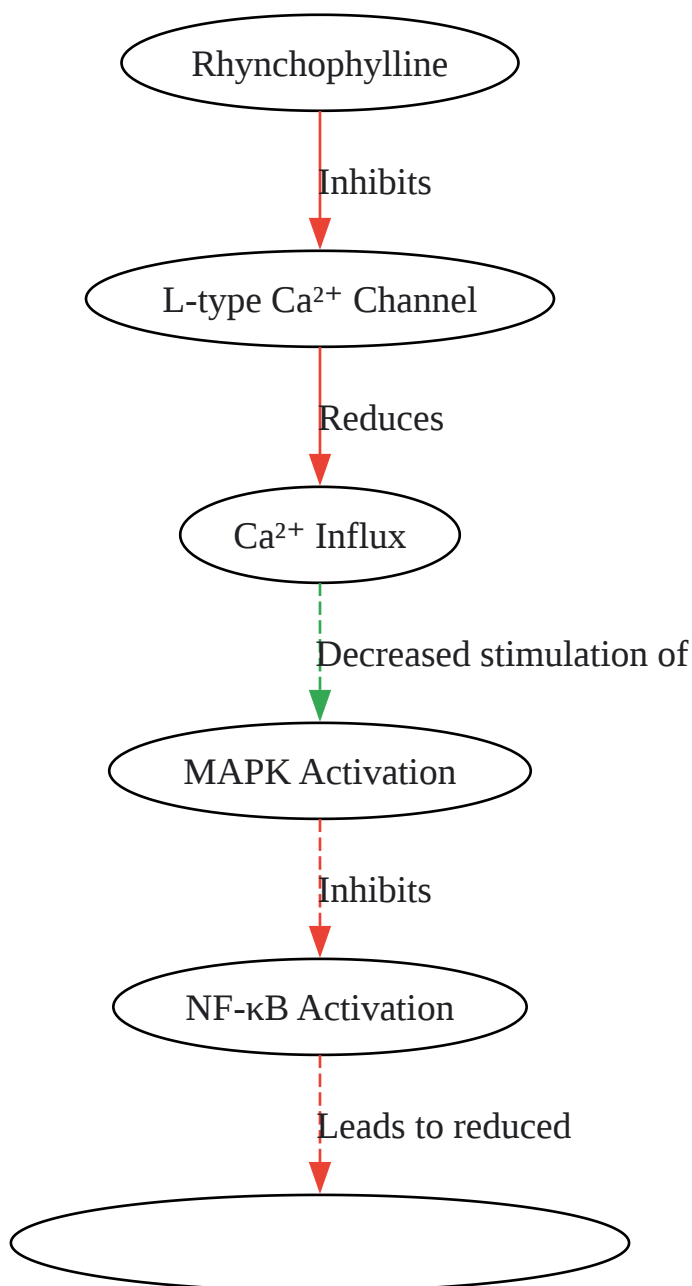 Rhynchophylline
Inhibits
L-type Ca²⁺ Channel
Reduces
Ca²⁺ Influx
Decreased stimulation of
MAPK Activation
Inhibits
NF-κB Activation
Leads to reduced